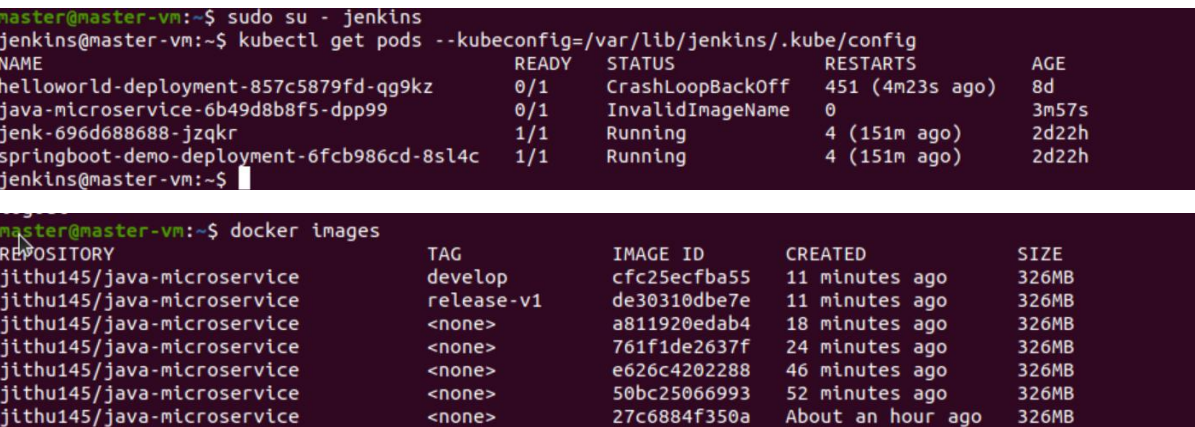 master@master-vm:~$ sudo su - jenkins
jenkins@master-vm:~$ kubectl get pods --kubeconfig=/var/lib/jenkins/.kube/config
NAME READY STATUS RESTARTS AGE
helloworld-deployment-857c5879fd-qg9kz 0/1 CrashLoopBackOff 451 (4m23s ago) 8d
java-microservice-6b49d8b8f5-dpp99 0/1 InvalidImageName 0 3m57s
jenk-696d688688-jzqkr 1/1 Running 4 (151m ago) 2d22h
springboot-demo-deployment-6fcb986cd-8sl4c 1/1 Running 4 (151m ago) 2d22h
jenkins@master-vm:~$
master@master-vm:~$ docker images
REPOSITORY TAG IMAGE ID CREATED SIZE
jithu145/java-microservice develop cfc25ecfba55 11 minutes ago 326MB
jithu145/java-microservice release-v1 de30310dbe7e 11 minutes ago 326MB
jithu145/java-microservice <none> a811920edab4 18 minutes ago 326MB
jithu145/java-microservice <none> 761f1de2637f 24 minutes ago 326MB
jithu145/java-microservice <none> e626c4202288 46 minutes ago 326MB
jithu145/java-microservice <none> 50bc25066993 52 minutes ago 326MB
jithu145/java-microservice <none> 27c6884f350a About an hour ago 326MB